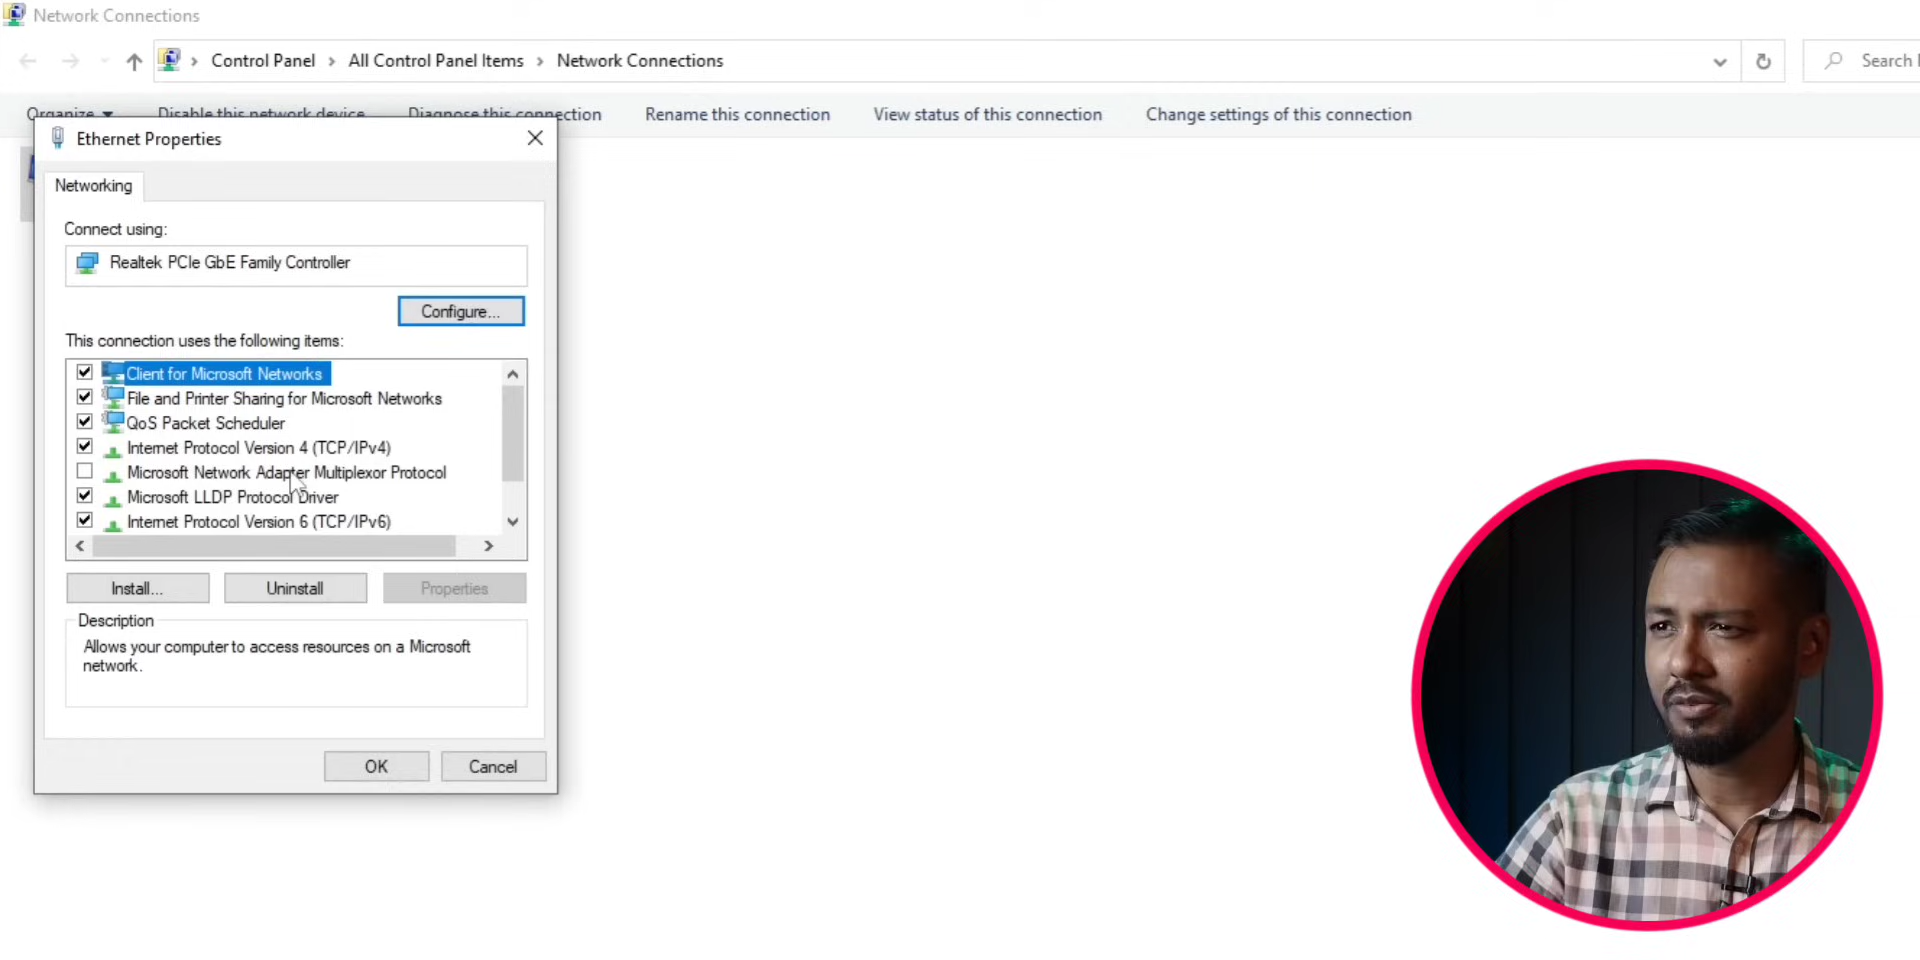 Network Connections
Control Panel > All Control Panel Items > Network Connections
Search
Organize Disable this network device Diagnose this connection Rename this connection View status of this connection Change settings of this connection
Ethernet Properties
Networking
Connect using:
Realtek PCIe GbE Family Controller
Configure...
This connection uses the following items:
Client for Microsoft Networks
File and Printer Sharing for Microsoft Networks
QoS Packet Scheduler
Internet Protocol Version 4 (TCP/IPv4)
Microsoft Network Adapter Multiplexor Protocol
Microsoft LLDP Protocol Driver
Internet Protocol Version 6 (TCP/IPv6)
Install... Uninstall Properties
Description
Allows your computer to access resources on a Microsoft
network.
OK Cancel